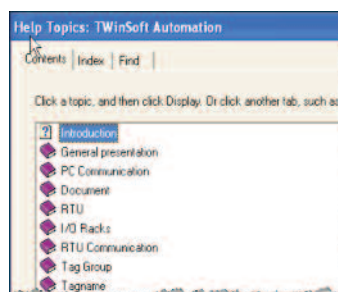 Help Topics: TWinSoft Automation
Contents Index Find
Click a topic, and then click Display. Or click another tab, such as
Introduction
General presentation
PC Communication
Document
RTU
I/O Racks
RTU Communication
Tag Group
Tagname